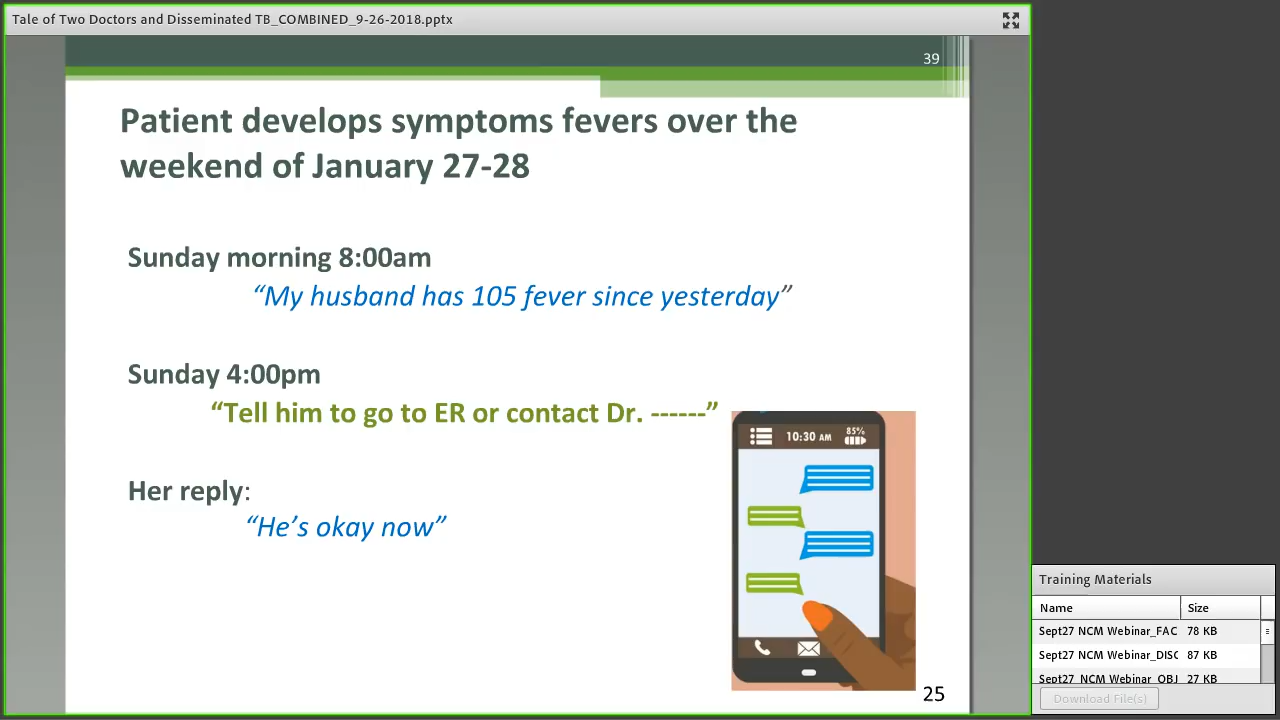 Tale of Two Doctors and Disseminated TB_COMBINED_9-26-2018.pptx
39
Patient develops symptoms fevers over the
weekend of January 27-28
Sunday morning 8:00am
“My husband has 105 fever since yesterday”
Sunday 4:00pm
“Tell him to go to ER or contact Dr. ------”
10:30 AM
85%
Her reply:
“He’s okay now”
25
Training Materials
Name Size
Sept27 NCM Webinar_FAC 78 KB
Sept27 NCM Webinar_DISC 87 KB
Sept27 NCM Webinar_OBJ 27 KB
Download File(s)